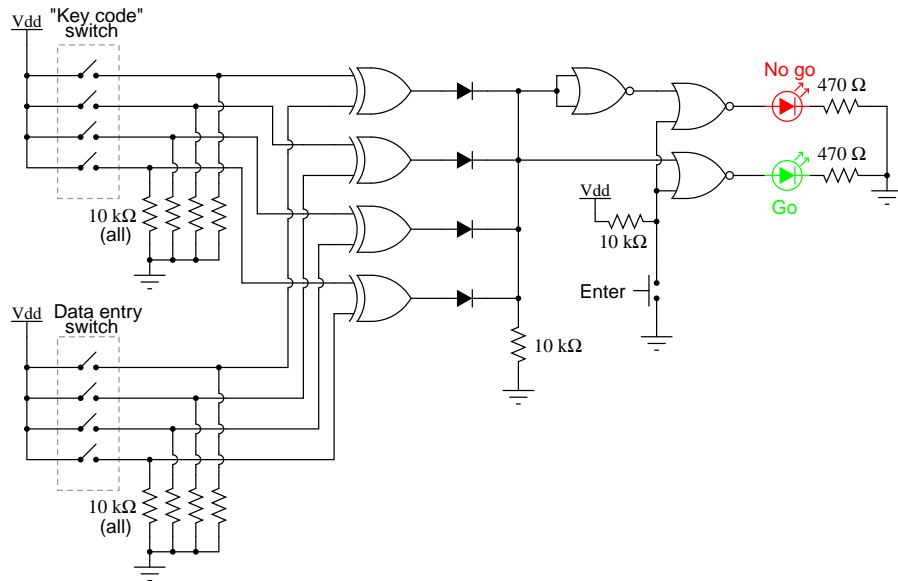 "Key code"
switch
Vdd
No go
470 Ω
470 Ω
Go
Vdd
10 kΩ
10 kΩ
(all)
Enter
Data entry
switch
Vdd
10 kΩ
10 kΩ
(all)